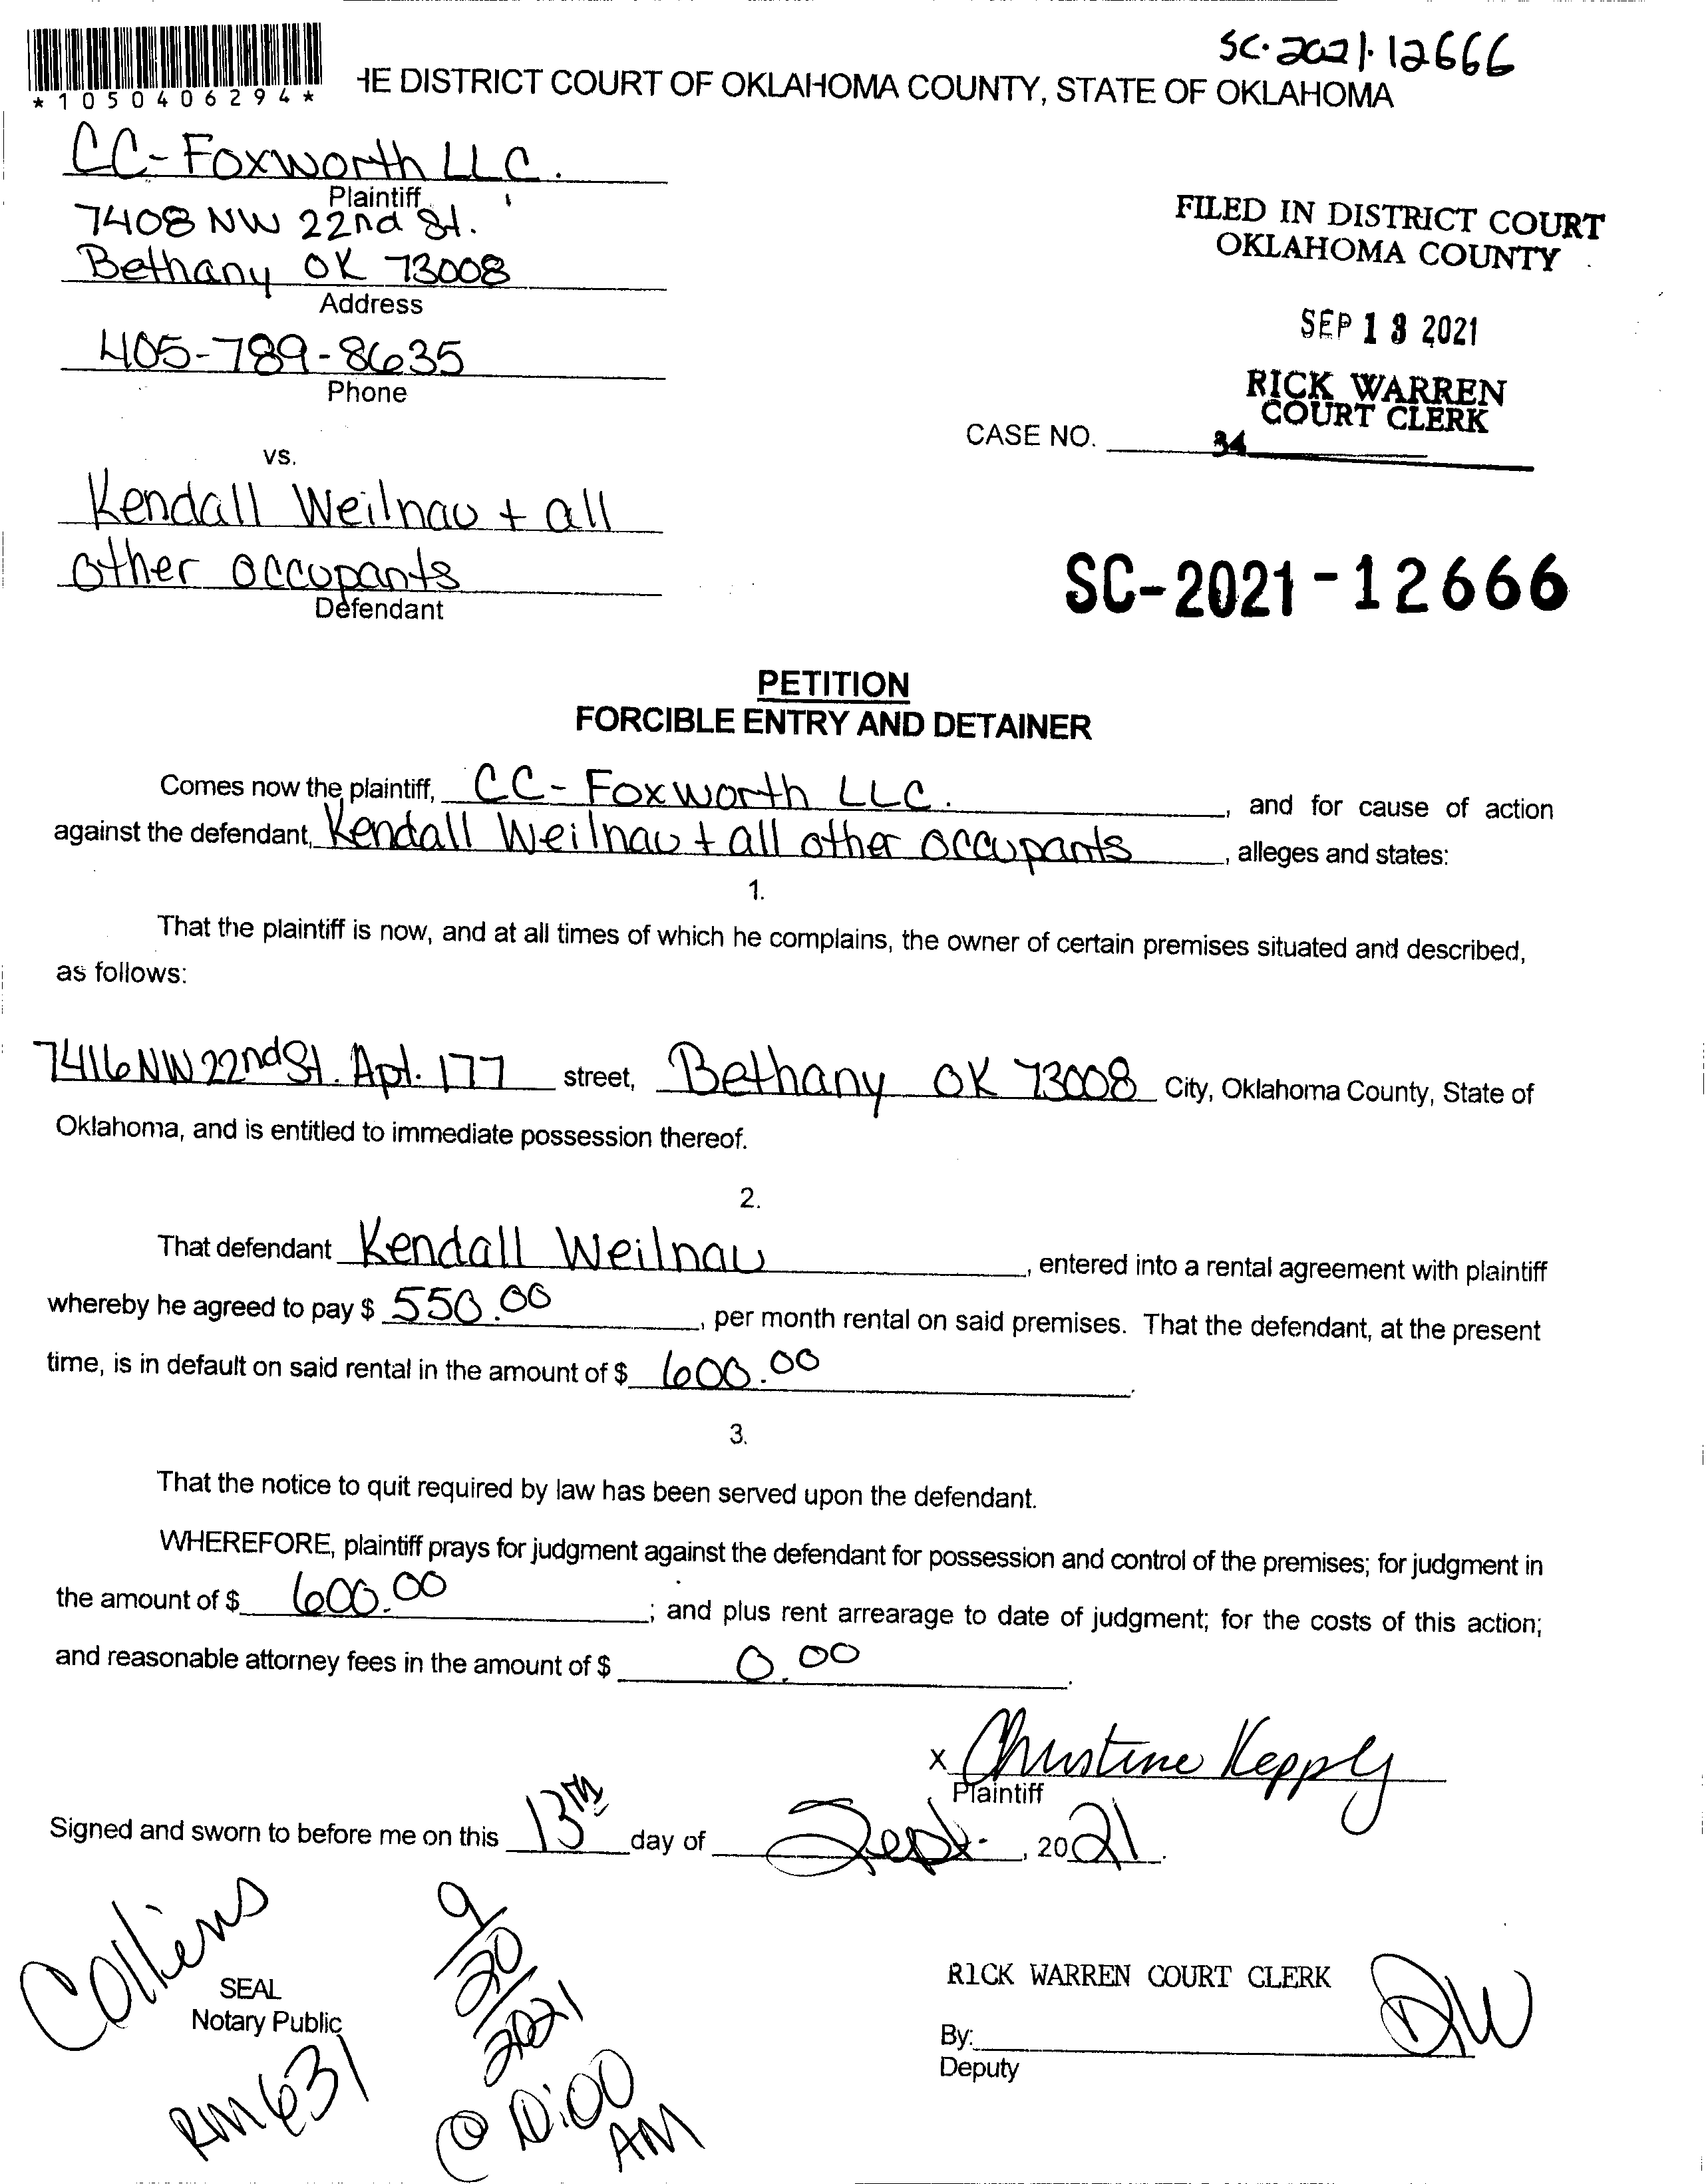 SC-2021-12666
*1050406294*
HE DISTRICT COURT OF OKLAHOMA COUNTY, STATE OF OKLAHOMA
CC-Foxworth LLC.
Plaintiff
7408 NW 22nd St.
Bethany OK 73008
Address
405-789-8635
Phone
FILED IN DISTRICT COURT
OKLAHOMA COUNTY
SEP 13 2021
RICK WARREN
COURT CLERK
CASE NO.
34
vs.
Kendall Weilnau + all
other occupants
Defendant
SC-2021-12666
PETITION
FORCIBLE ENTRY AND DETAINER
Comes now the plaintiff, CC-Foxworth LLC. , and for cause of action
against the defendant, Kendall Weilnau + all other occupants , alleges and states:
1.
That the plaintiff is now, and at all times of which he complains, the owner of certain premises situated and described,
as follows:
7416 NW 22nd St. Apt. 177 street, Bethany OK 73008 City, Oklahoma County, State of
Oklahoma, and is entitled to immediate possession thereof.
2.
That defendant Kendall Weilnau , entered into a rental agreement with plaintiff
whereby he agreed to pay $ 550.00 , per month rental on said premises. That the defendant, at the present
time, is in default on said rental in the amount of $ 600.00 .
3.
That the notice to quit required by law has been served upon the defendant.
WHEREFORE, plaintiff prays for judgment against the defendant for possession and control of the premises; for judgment in
the amount of $ 600.00 ; and plus rent arrearage to date of judgment; for the costs of this action;
and reasonable attorney fees in the amount of $ 0.00 .
x Christine Kepply
Plaintiff
Signed and sworn to before me on this 13th day of Sept. , 2021.
Collins
SEAL
Notary Public
RM 631
9/20/2021
@ 10:00
AM
RICK WARREN COURT CLERK
By:
Deputy